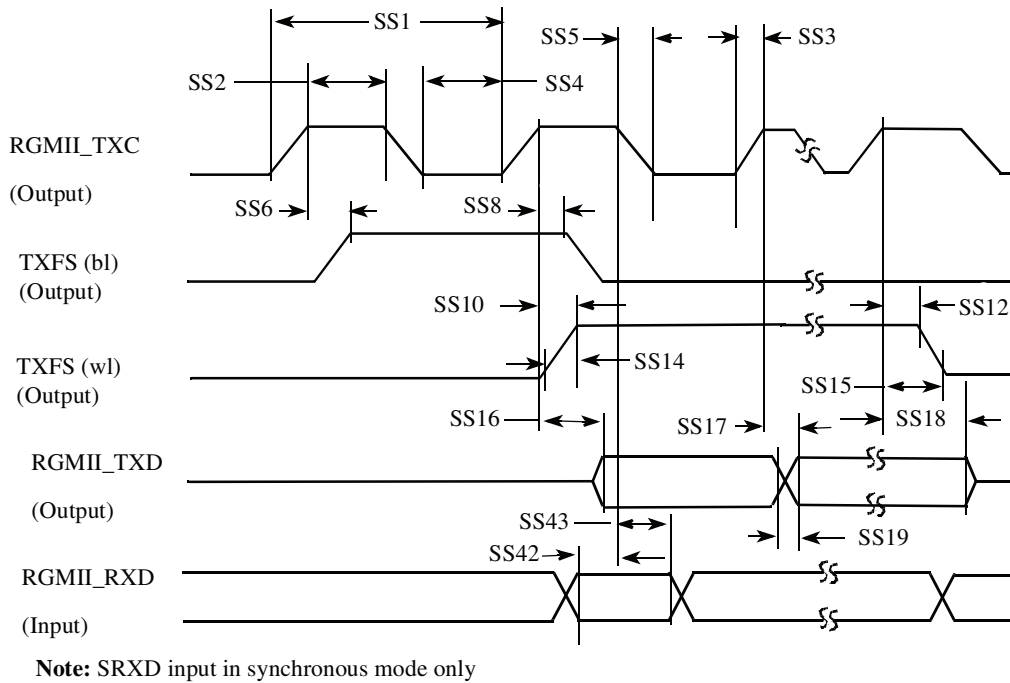 SS1
SS5
SS3
SS2
SS4
RGMII_TXC
(Output)
SS6
SS8
TXFS (bl)
(Output)
SS10
SS12
TXFS (wl)
(Output)
SS14
SS15
SS16
SS17
SS18
RGMII_TXD
(Output)
SS43
SS19
SS42
RGMII_RXD
(Input)
Note: SRXD input in synchronous mode only